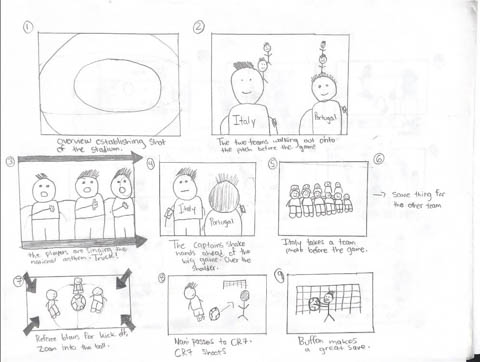 1
2
Italy
Portugal
overview establishing shot
of the stadium.
The two teams walking out onto
the pitch before the game
3
4
Italy
Portugal
5
6
→ same thing for
the other team
the players are singing the
national anthem. Truck!
The captains shake
hands ahead of the
big game. Over the
shoulder.
Italy takes a team
photo before the game.
7
8
9
Referee blows for kick off.
Zoom into the ball.
Nani passes to CR7.
CR7 shoots
Buffon makes
a great save.